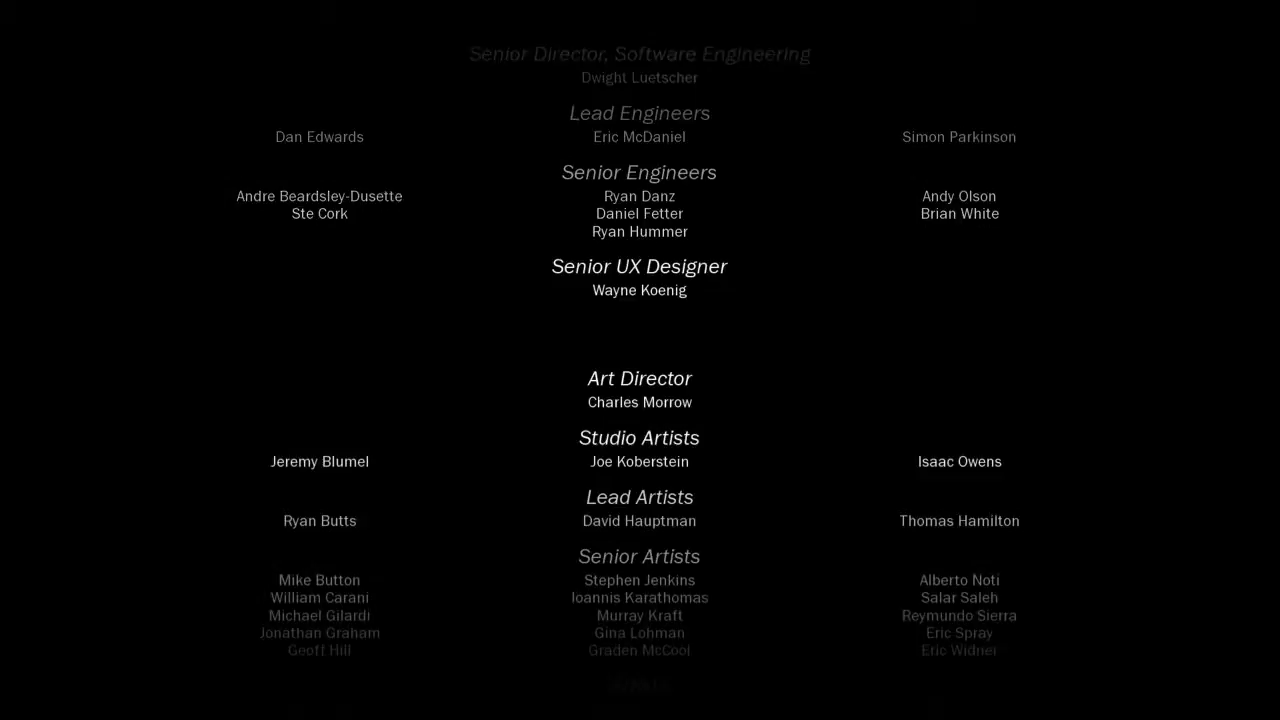 Senior Director, Software Engineering
Dwight Luetscher
Lead Engineers
Dan Edwards Eric McDaniel Simon Parkinson
Senior Engineers
Andre Beardsley-Dusette Ryan Danz Andy Olson
Ste Cork Daniel Fetter Brian White
Ryan Hummer
Senior UX Designer
Wayne Koenig
Art Director
Charles Morrow
Studio Artists
Jeremy Blumel Joe Koberstein Isaac Owens
Lead Artists
Ryan Butts David Hauptman Thomas Hamilton
Senior Artists
Mike Button Stephen Jenkins Alberto Noti
William Carani Ioannis Karathomas Salar Saleh
Michael Gilardi Murray Kraft Reymundo Sierra
Jonathan Graham Gina Lohman Eric Spray
Geoff Hill Graden McCool Eric Widner